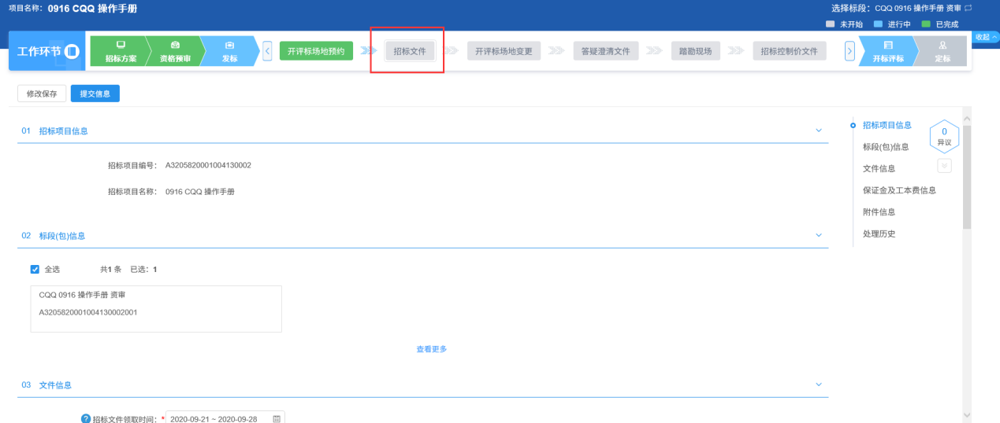 项目名称: 0916 CQQ 操作手册
选择标段: CQQ 0916 操作手册 资审
未开始 进行中 已完成
收起
工作环节
招标方案 资格预审 发标
开评标场地预约 招标文件 开评标场地变更 答疑澄清文件 踏勘现场 招标控制价文件
开标评标 定标
修改保存 提交信息
01 招标项目信息
招标项目编号: A3205820001004130002
招标项目名称: 0916 CQQ 操作手册
02 标段(包)信息
全选 共1 条 已选: 1
CQQ 0916 操作手册 资审
A3205820001004130002001
查看更多
03 文件信息
? 招标文件领取时间: * 2020-09-21 ~ 2020-09-28
招标项目信息
标段(包)信息
文件信息
保证金及工本费信息
附件信息
处理历史
0
异议